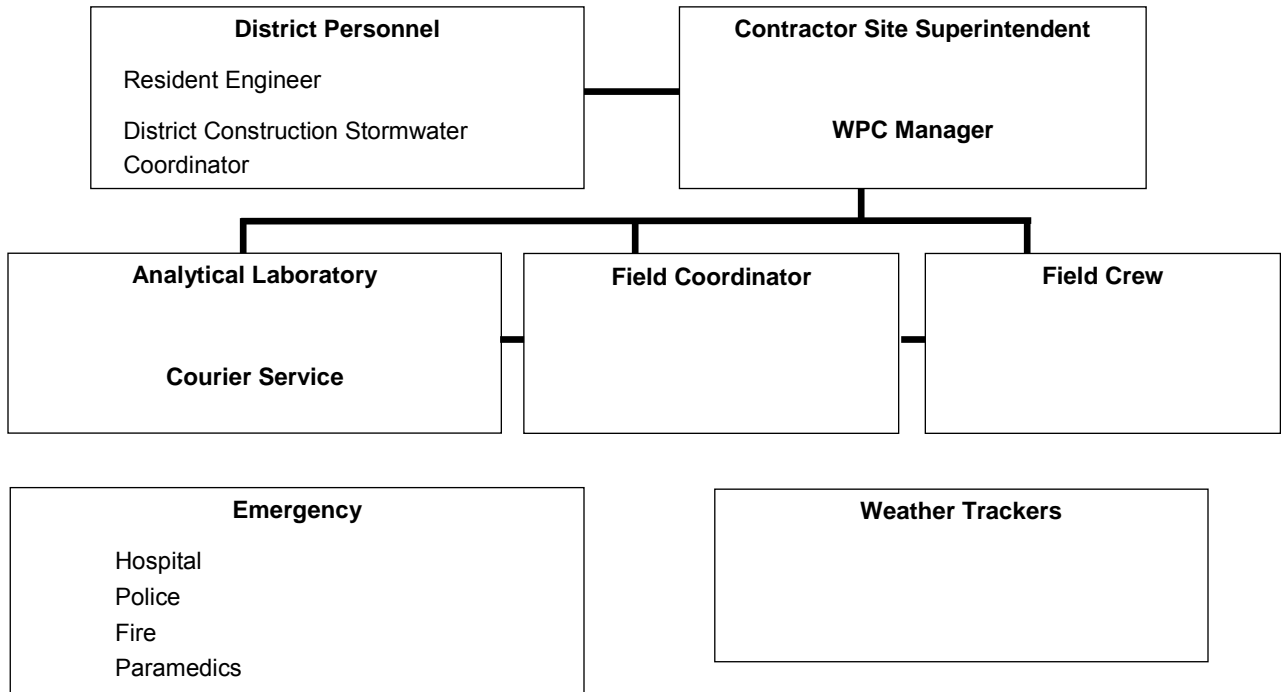 District Personnel
Resident Engineer
District Construction Stormwater
Coordinator
Contractor Site Superintendent
WPC Manager
Analytical Laboratory
Courier Service
Field Coordinator
Field Crew
Emergency
Hospital
Police
Fire
Paramedics
Weather Trackers